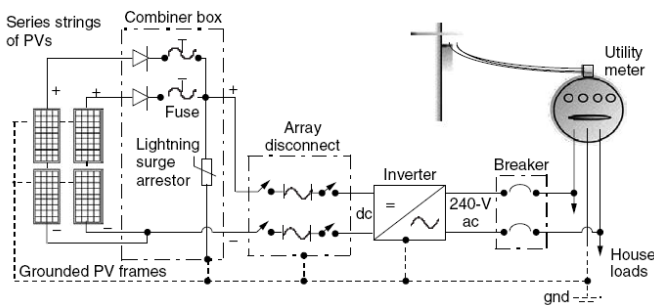 Series strings
of PVs
Combiner box
Utility
meter
+
+
+
Fuse
Lightning
surge
arrestor
Array
disconnect
Inverter
Breaker
dc
=
240-V
ac
−
−
−
House
loads
Grounded PV frames
gnd